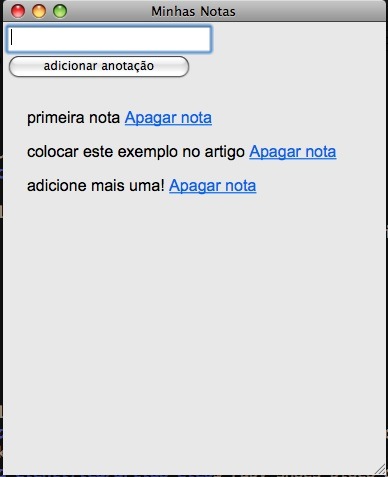 Minhas Notas
adicionar anotação
primeira nota Apagar nota
colocar este exemplo no artigo Apagar nota
adicione mais uma! Apagar nota